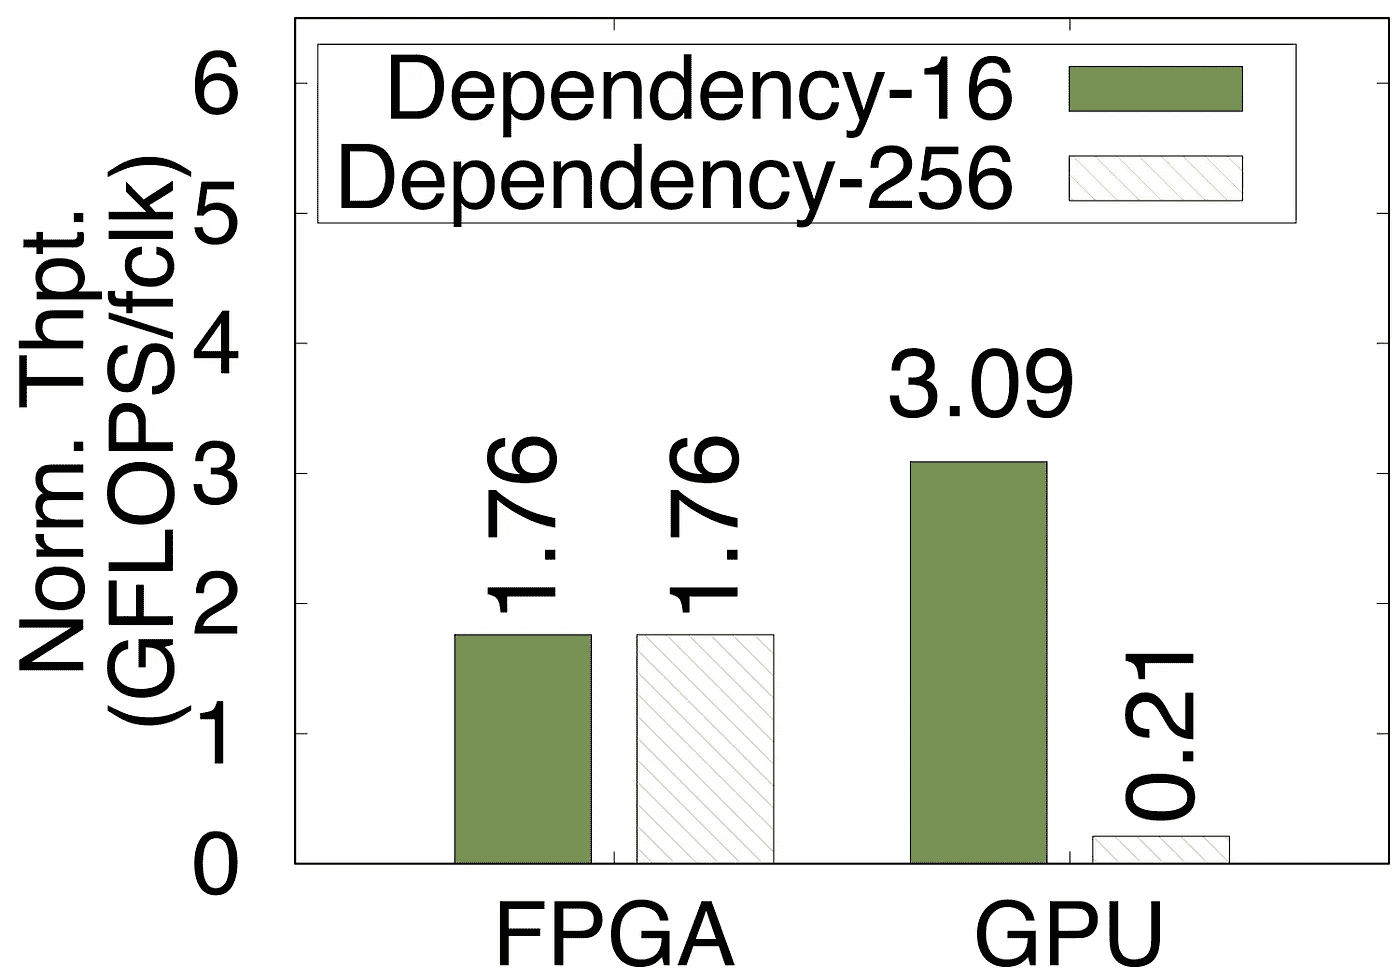 Norm. Thpt.
(GFLOPS/fclk)
6
5
4
3
2
1
0
Dependency-16
Dependency-256
1.76
1.76
3.09
0.21
FPGA
GPU